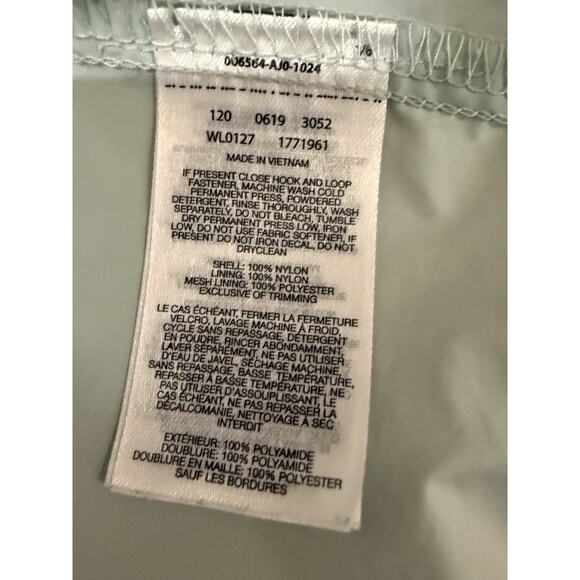 1/6
006564-AJ0-1024
120 0619 3052
WL0127 1771961
MADE IN VIETNAM
IF PRESENT CLOSE HOOK AND LOOP
FASTENER, MACHINE WASH COLD
PERMANENT PRESS, POWDERED
DETERGENT, RINSE THOROUGHLY, WASH
SEPARATELY, DO NOT BLEACH, TUMBLE
DRY PERMANENT PRESS LOW, IRON
LOW, DO NOT USE FABRIC SOFTENER, IF
PRESENT DO NOT IRON DECAL, DO NOT
DRYCLEAN
SHELL: 100% NYLON
LINING: 100% NYLON
MESH LINING: 100% POLYESTER
EXCLUSIVE OF TRIMMING
LE CAS ÉCHÉANT, FERMER LA FERMETURE
VELCRO, LAVAGE MACHINE À FROID,
CYCLE SANS REPASSAGE, DÉTERGENT
EN POUDRE, RINCER ABONDAMMENT,
LAVER SÉPARÉMENT, NE PAS UTILISER
D'EAU DE JAVEL, SÉCHAGE MACHINE,
SANS REPASSAGE, BASSE TEMPÉRATURE,
REPASSER À BASSE TEMPÉRATURE, NE
PAS UTILISER D'ASSOUPLISSANT, LE
CAS ÉCHÉANT, NE PAS REPASSER LA
DÉCALCOMANIE, NETTOYAGE À SEC
INTERDIT
EXTÉRIEUR: 100% POLYAMIDE
DOUBLURE: 100% POLYAMIDE
DOUBLURE EN MAILLE: 100% POLYESTER
SAUF LES BORDURES